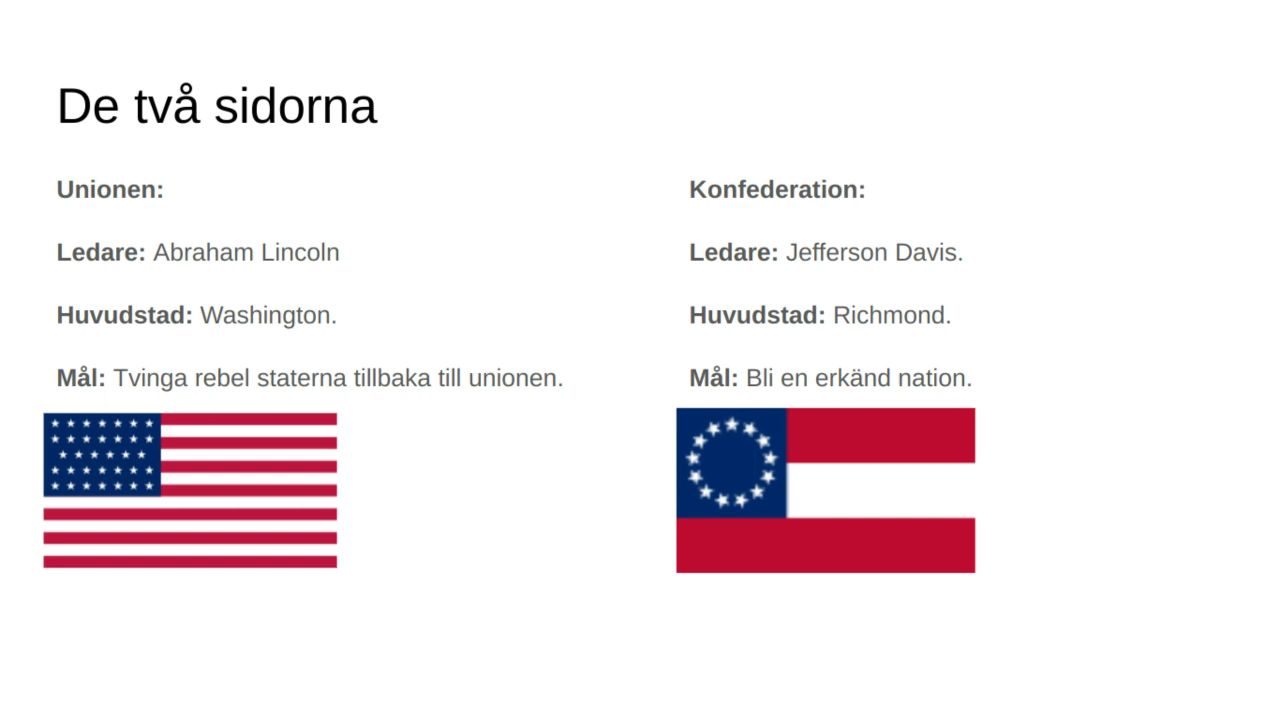 De två sidorna
Unionen:
Ledare: Abraham Lincoln
Huvudstad: Washington.
Mål: Tvinga rebel staterna tillbaka till unionen.
Konfederation:
Ledare: Jefferson Davis.
Huvudstad: Richmond.
Mål: Bli en erkänd nation.